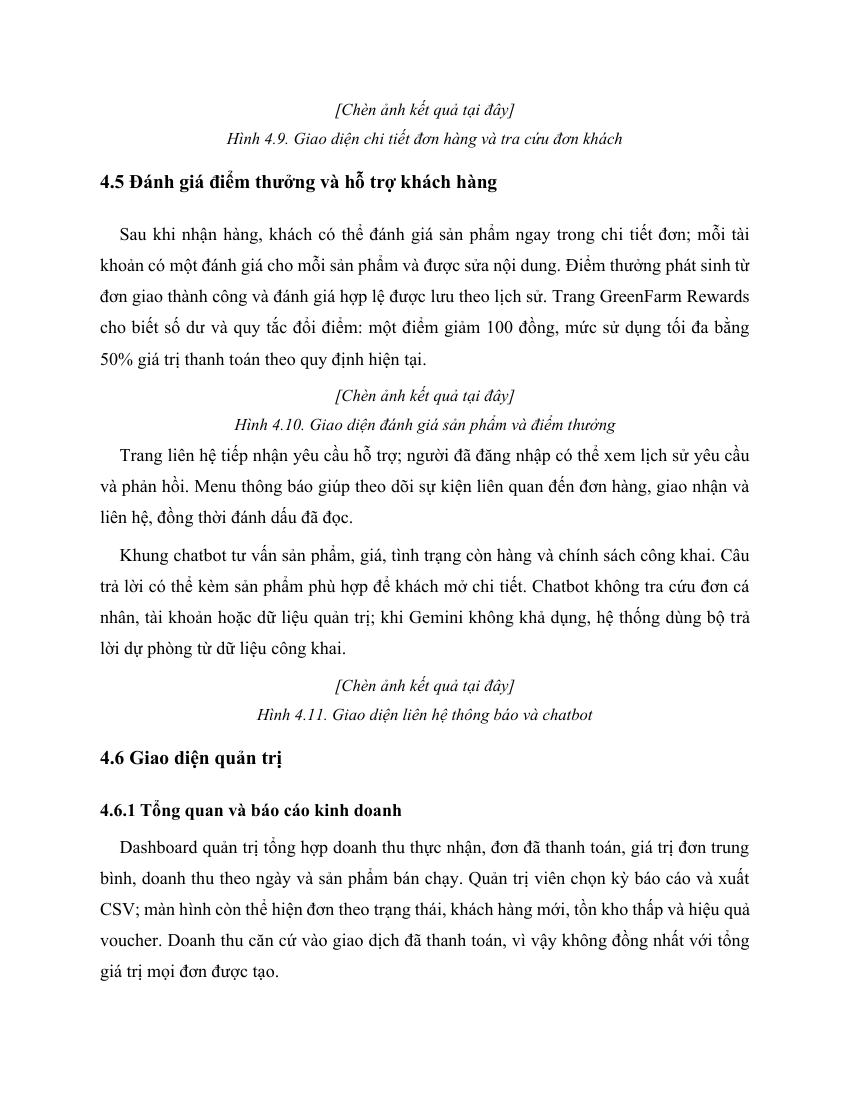 [Chèn ảnh kết quả tại đây]
Hình 4.9. Giao diện chi tiết đơn hàng và tra cứu đơn khách
4.5 Đánh giá điểm thưởng và hỗ trợ khách hàng
Sau khi nhận hàng, khách có thể đánh giá sản phẩm ngay trong chi tiết đơn; mỗi tài
khoản có một đánh giá cho mỗi sản phẩm và được sửa nội dung. Điểm thưởng phát sinh từ
đơn giao thành công và đánh giá hợp lệ được lưu theo lịch sử. Trang GreenFarm Rewards
cho biết số dư và quy tắc đổi điểm: một điểm giảm 100 đồng, mức sử dụng tối đa bằng
50% giá trị thanh toán theo quy định hiện tại.
[Chèn ảnh kết quả tại đây]
Hình 4.10. Giao diện đánh giá sản phẩm và điểm thưởng
Trang liên hệ tiếp nhận yêu cầu hỗ trợ; người đã đăng nhập có thể xem lịch sử yêu cầu
và phản hồi. Menu thông báo giúp theo dõi sự kiện liên quan đến đơn hàng, giao nhận và
liên hệ, đồng thời đánh dấu đã đọc.
Khung chatbot tư vấn sản phẩm, giá, tình trạng còn hàng và chính sách công khai. Câu
trả lời có thể kèm sản phẩm phù hợp để khách mở chi tiết. Chatbot không tra cứu đơn cá
nhân, tài khoản hoặc dữ liệu quản trị; khi Gemini không khả dụng, hệ thống dùng bộ trả
lời dự phòng từ dữ liệu công khai.
[Chèn ảnh kết quả tại đây]
Hình 4.11. Giao diện liên hệ thông báo và chatbot
4.6 Giao diện quản trị
4.6.1 Tổng quan và báo cáo kinh doanh
Dashboard quản trị tổng hợp doanh thu thực nhận, đơn đã thanh toán, giá trị đơn trung
bình, doanh thu theo ngày và sản phẩm bán chạy. Quản trị viên chọn kỳ báo cáo và xuất
CSV; màn hình còn thể hiện đơn theo trạng thái, khách hàng mới, tồn kho thấp và hiệu quả
voucher. Doanh thu căn cứ vào giao dịch đã thanh toán, vì vậy không đồng nhất với tổng
giá trị mọi đơn được tạo.